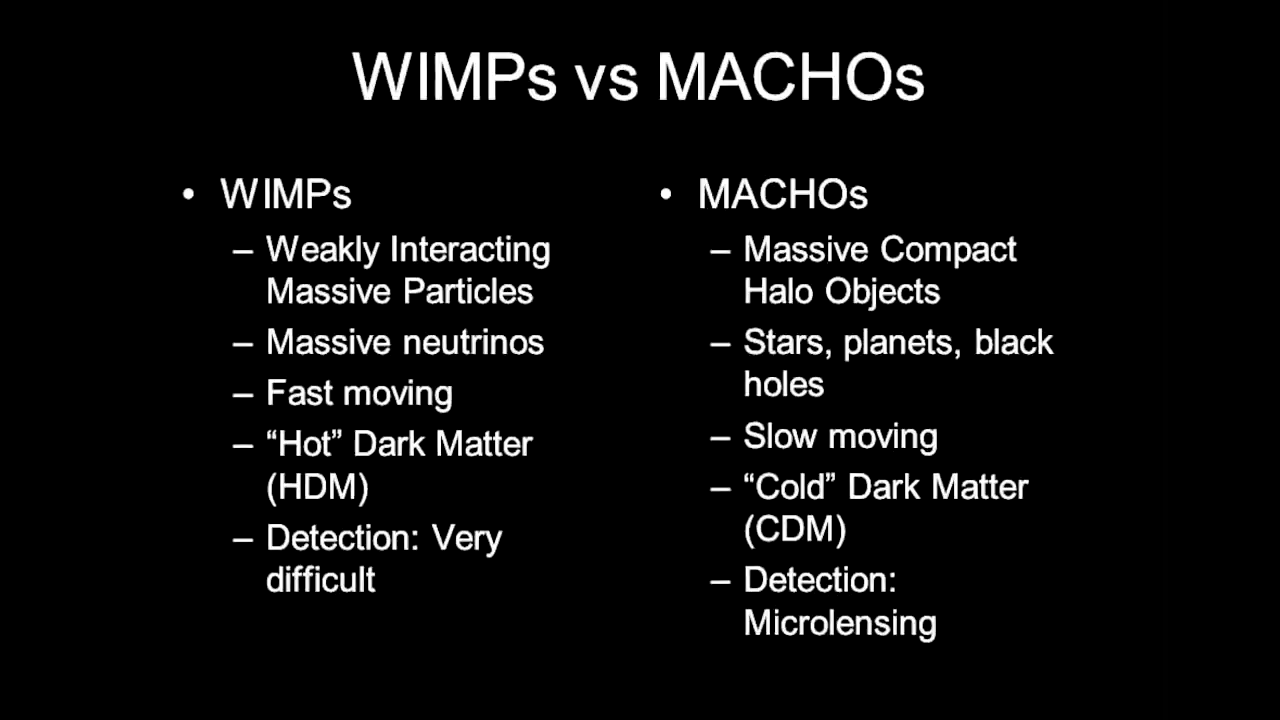 WIMPs vs MACHOs
• WIMPs
– Weakly Interacting
Massive Particles
– Massive neutrinos
– Fast moving
– “Hot” Dark Matter
(HDM)
– Detection: Very
difficult
• MACHOs
– Massive Compact
Halo Objects
– Stars, planets, black
holes
– Slow moving
– “Cold” Dark Matter
(CDM)
– Detection:
Microlensing